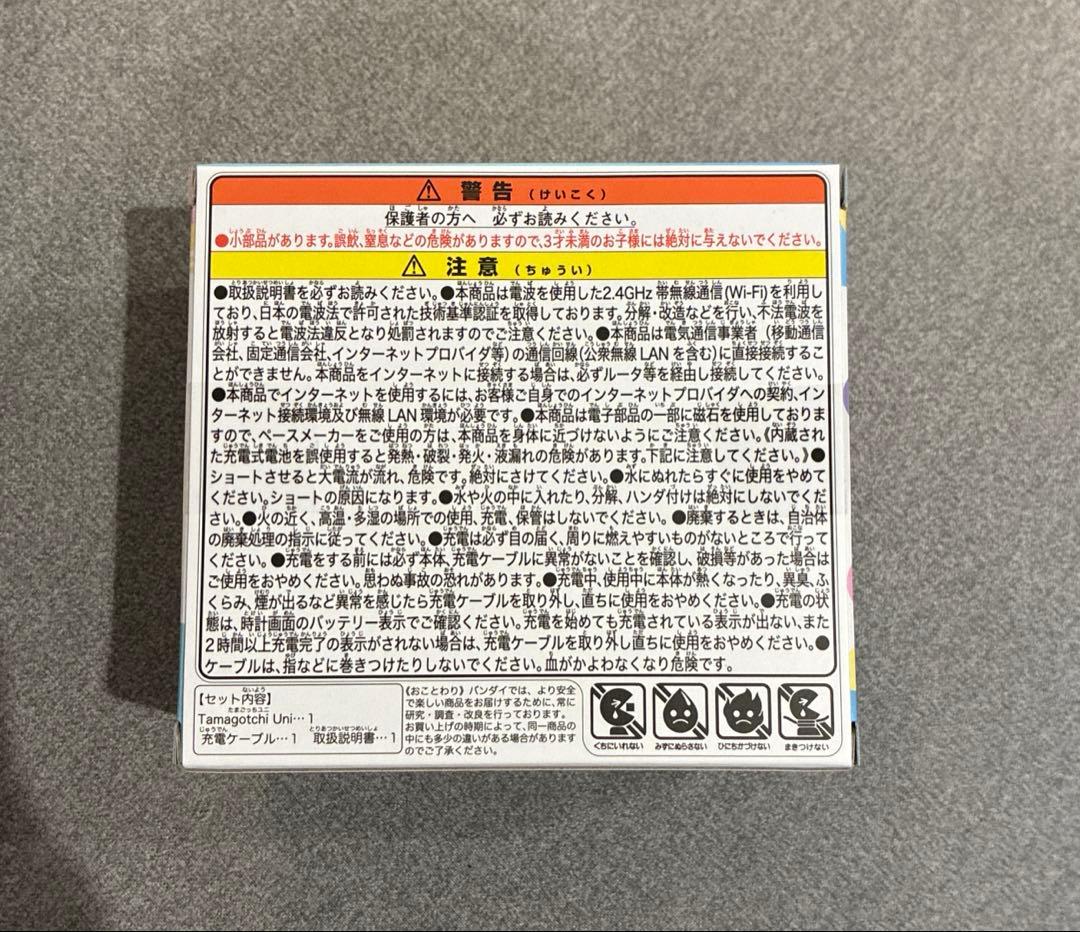 ⚠ 警告 (けいこく)
保護者の方へ 必ずお読みください。
●小部品があります。誤飲、窒息などの危険がありますので、3才未満のお子様には絶対に与えないでください。
⚠ 注意 (ちゅうい)
●取扱説明書を必ずお読みください。●本商品は電波を使用した2.4GHz 帯無線通信(Wi-Fi)を利用し
ており、日本の電波法で許可された技術基準認証を取得しております。分解・改造などを行い、不法電波を
放射すると電波法違反となり処罰されますのでご注意ください。●本商品は電気通信事業者（移動通信
会社、固定通信会社、インターネットプロバイダ等)の通信回線(公衆無線 LAN を含む)に直接接続するこ
とができません。本商品をインターネットに接続する場合は、必ずルータ等を経由し接続してください。
●本商品でインターネットを使用するには、お客様ご自身でのインターネットプロバイダへの契約、イン
ターネット接続環境及び無線 LAN 環境が必要です。●本商品は電子部品の一部に磁石を使用しており
ますので、ペースメーカーをご使用の方は、本商品を身体に近づけないようにご注意ください。《内蔵され
た充電式電池を誤使用すると発熱・破裂・発火・液漏の危険があります。下記に注意してください。》●
ショートさせると大電流が流れ、危険です。絶対にさけてください。●水にぬれたらすぐに使用をやめて
ください。ショートの原因になります。●水や火の中に入れたり、分解、ハンダ付けは絶対にしないでくだ
さい。●火の近く、高温・多湿の場所での使用、充電、保管はしないでください。●廃棄するときは、自治体
の廃棄処理の指示に従ってください。●充電は必ず目の届く、周りに燃えやすいものがないところで行って
ください。●充電をする前には必ず本体、充電ケーブルに異常がないことを確認し、破損等があった場合は
ご使用をおやめください。思わぬ事故の恐れがあります。●充電中、使用中に本体が熱くなったり、異臭、ふ
くらみ、煙が出るなど異常を感じたら充電ケーブルを取り外し、直ちに使用をおやめください。●充電の状
態は、時計画面のバッテリー表示でご確認ください。充電を始めても充電されている表示が出ない、また
2時間以上充電完了の表示がされない場合は、充電ケーブルを取り外し直ちに使用をおやめください。●
ケーブルは、指などに巻きつけたりしないでください。血がかよわなくなり危険です。
【セット内容】
Tamagotchi Uni…1
充電ケーブル…1 取扱説明書…1
《おことわり》バンダイでは、より安全
で楽しい商品をお届けするために、常に
研究・調査・改良を行っております。
お買い上げの時期によって、同一商品の
中にも多少の違いがある場合があります
のでご了承ください。
くちにいれない みずにぬらさない ひにちかづけない まきつけない